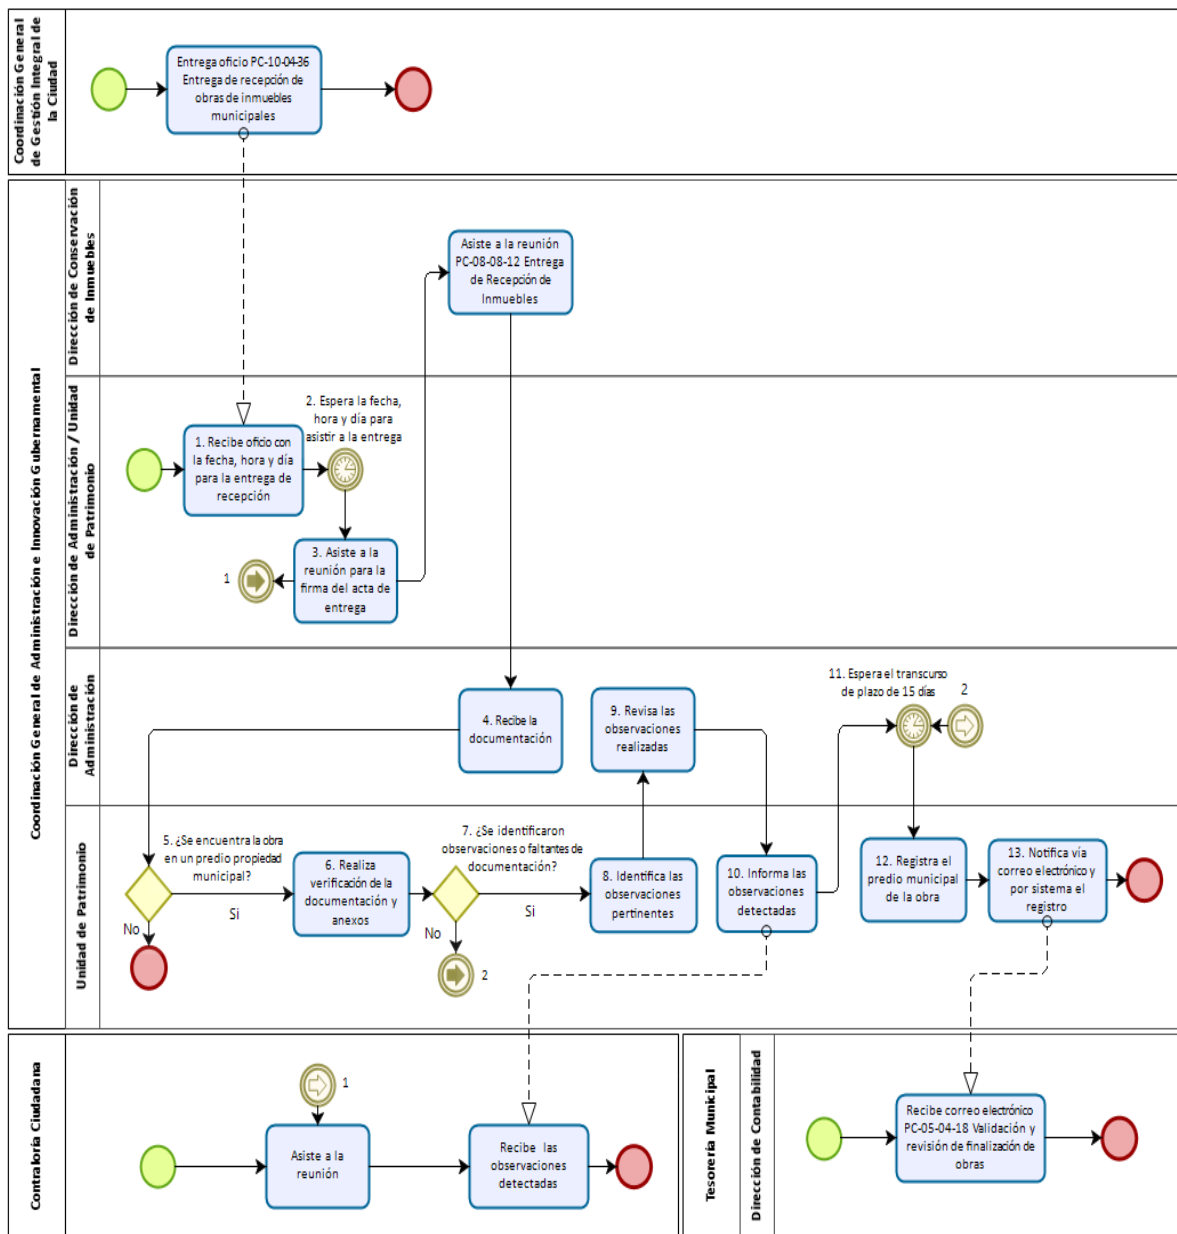 Coordinación General
de Gestión Integral de
la Ciudad
Entrega oficio PC-10-04-36
Entrega de recepción de
obras de inmuebles
municipales
Coordinación General de Administración e Innovación Gubernamental
Dirección de Conservación
de Inmuebles
Asiste a la reunión
PC-08-08-12 Entrega
de Recepción de
Inmuebles
Dirección de Administración / Unidad
de Patrimonio
1. Recibe oficio con
la fecha, hora y día
para la entrega de
recepción
2. Espera la fecha,
hora y día para
asistir a la entrega
3. Asiste a la
reunión para la
firma del acta de
entrega
1
Dirección de
Administración
4. Recibe la
documentación
9. Revisa las
observaciones
realizadas
11. Espera el transcurso
de plazo de 15 días
2
Unidad de Patrimonio
5. ¿Se encuentra la obra
en un predio propiedad
municipal?
Si
No
6. Realiza
verificación de la
documentación y
anexos
7. ¿Se identificaron
observaciones o faltantes de
documentación?
Si
No
2
8. Identifica las
observaciones
pertinentes
10. Informa las
observaciones
detectadas
12. Registra el
predio municipal
de la obra
13. Notifica vía
correo electrónico y
por sistema el
registro
Contraloría Ciudadana
1
Asiste a la
reunión
Recibe las
observaciones
detectadas
Tesorería Municipal
Dirección de Contabilidad
Recibe correo electrónico
PC-05-04-18 Validación y
revisión de finalización de
obras